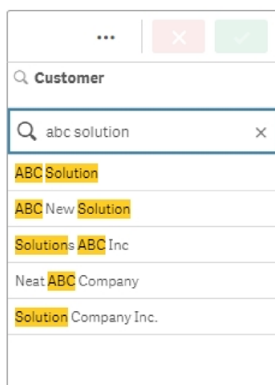 ...
Customer
abc solution
ABC Solution
ABC New Solution
Solutions ABC Inc
Neat ABC Company
Solution Company Inc.